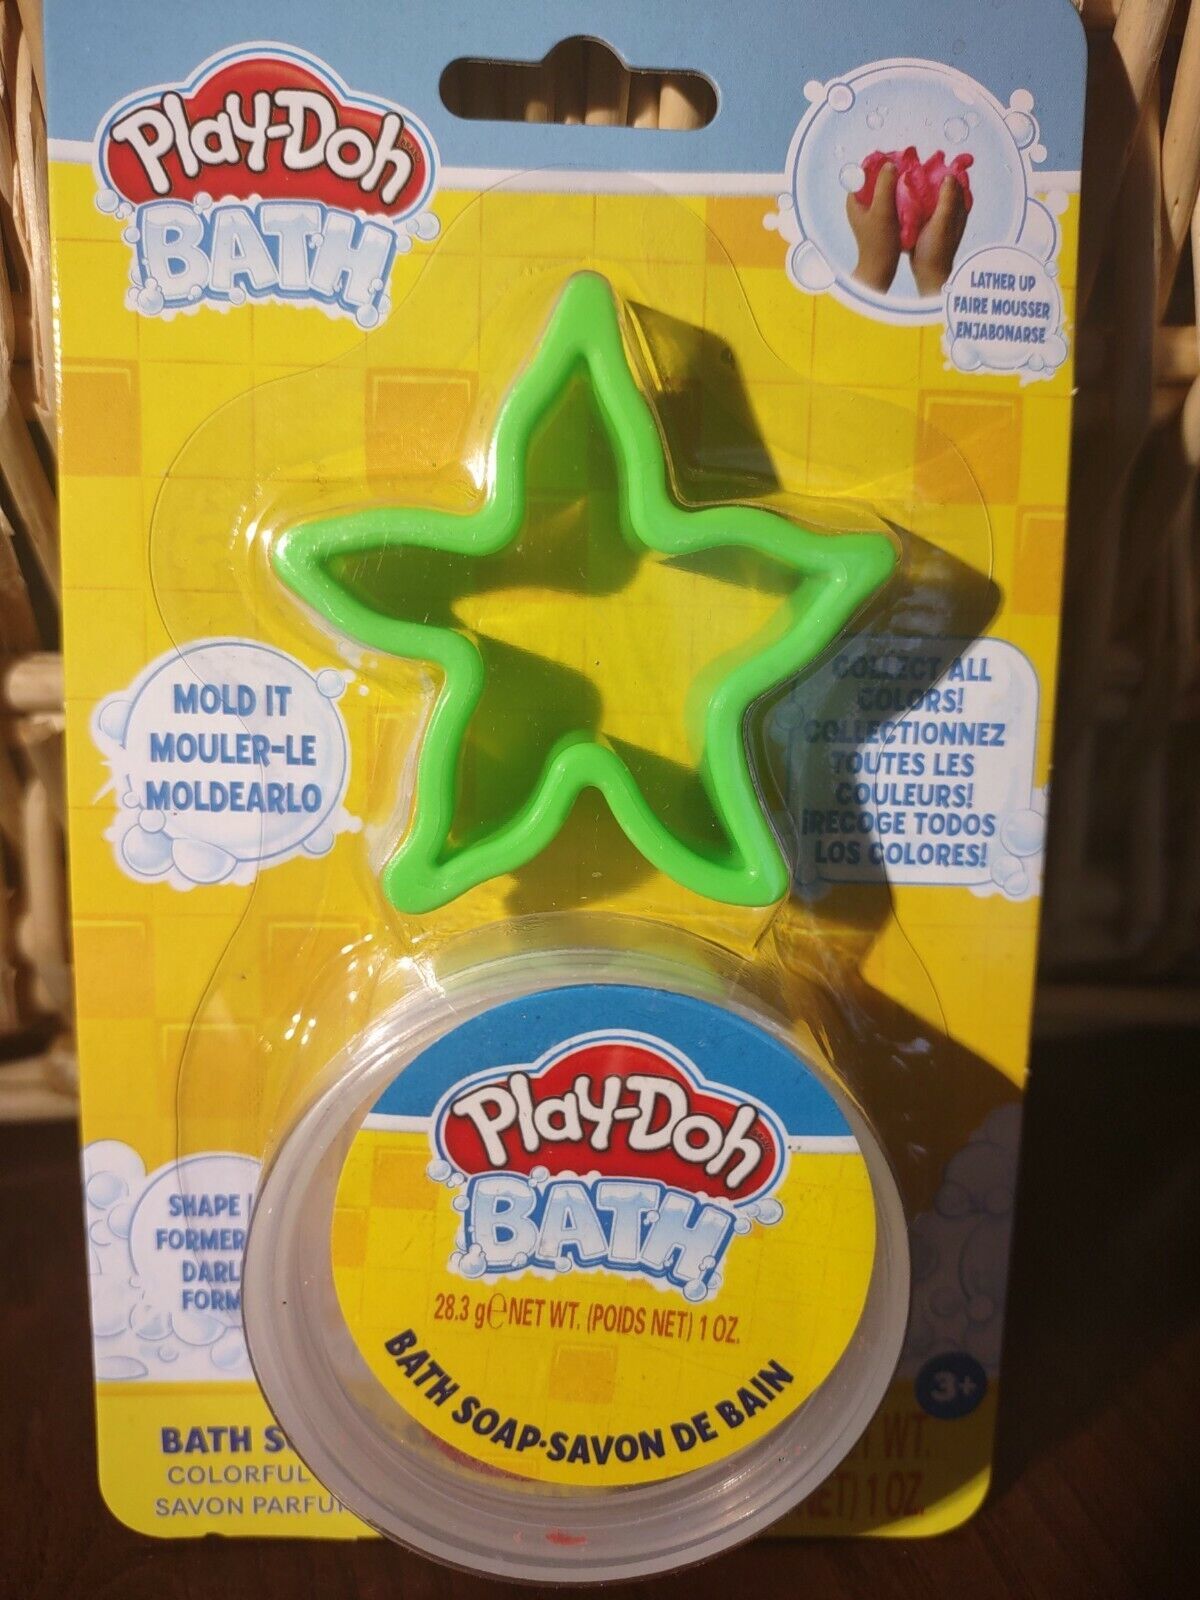 Play-Doh
BATH
LATHER UP
FAIRE MOUSSER
ENJABONARSE
MOLD IT
MOULER-LE
MOLDEARLO
COLLECT ALL
COLORS!
COLLECTIONNEZ
TOUTES LES
COULEURS!
¡RECOGE TODOS
LOS COLORES!
Play-Doh
BATH
28.3 g℮ NET WT. (POIDS NET) 1 OZ.
BATH SOAP•SAVON DE BAIN
SHAPE
FORMER
DARL
FORM
3+
BATH SO
COLORFUL
SAVON PARFUM
WT.
NET) 1 OZ.